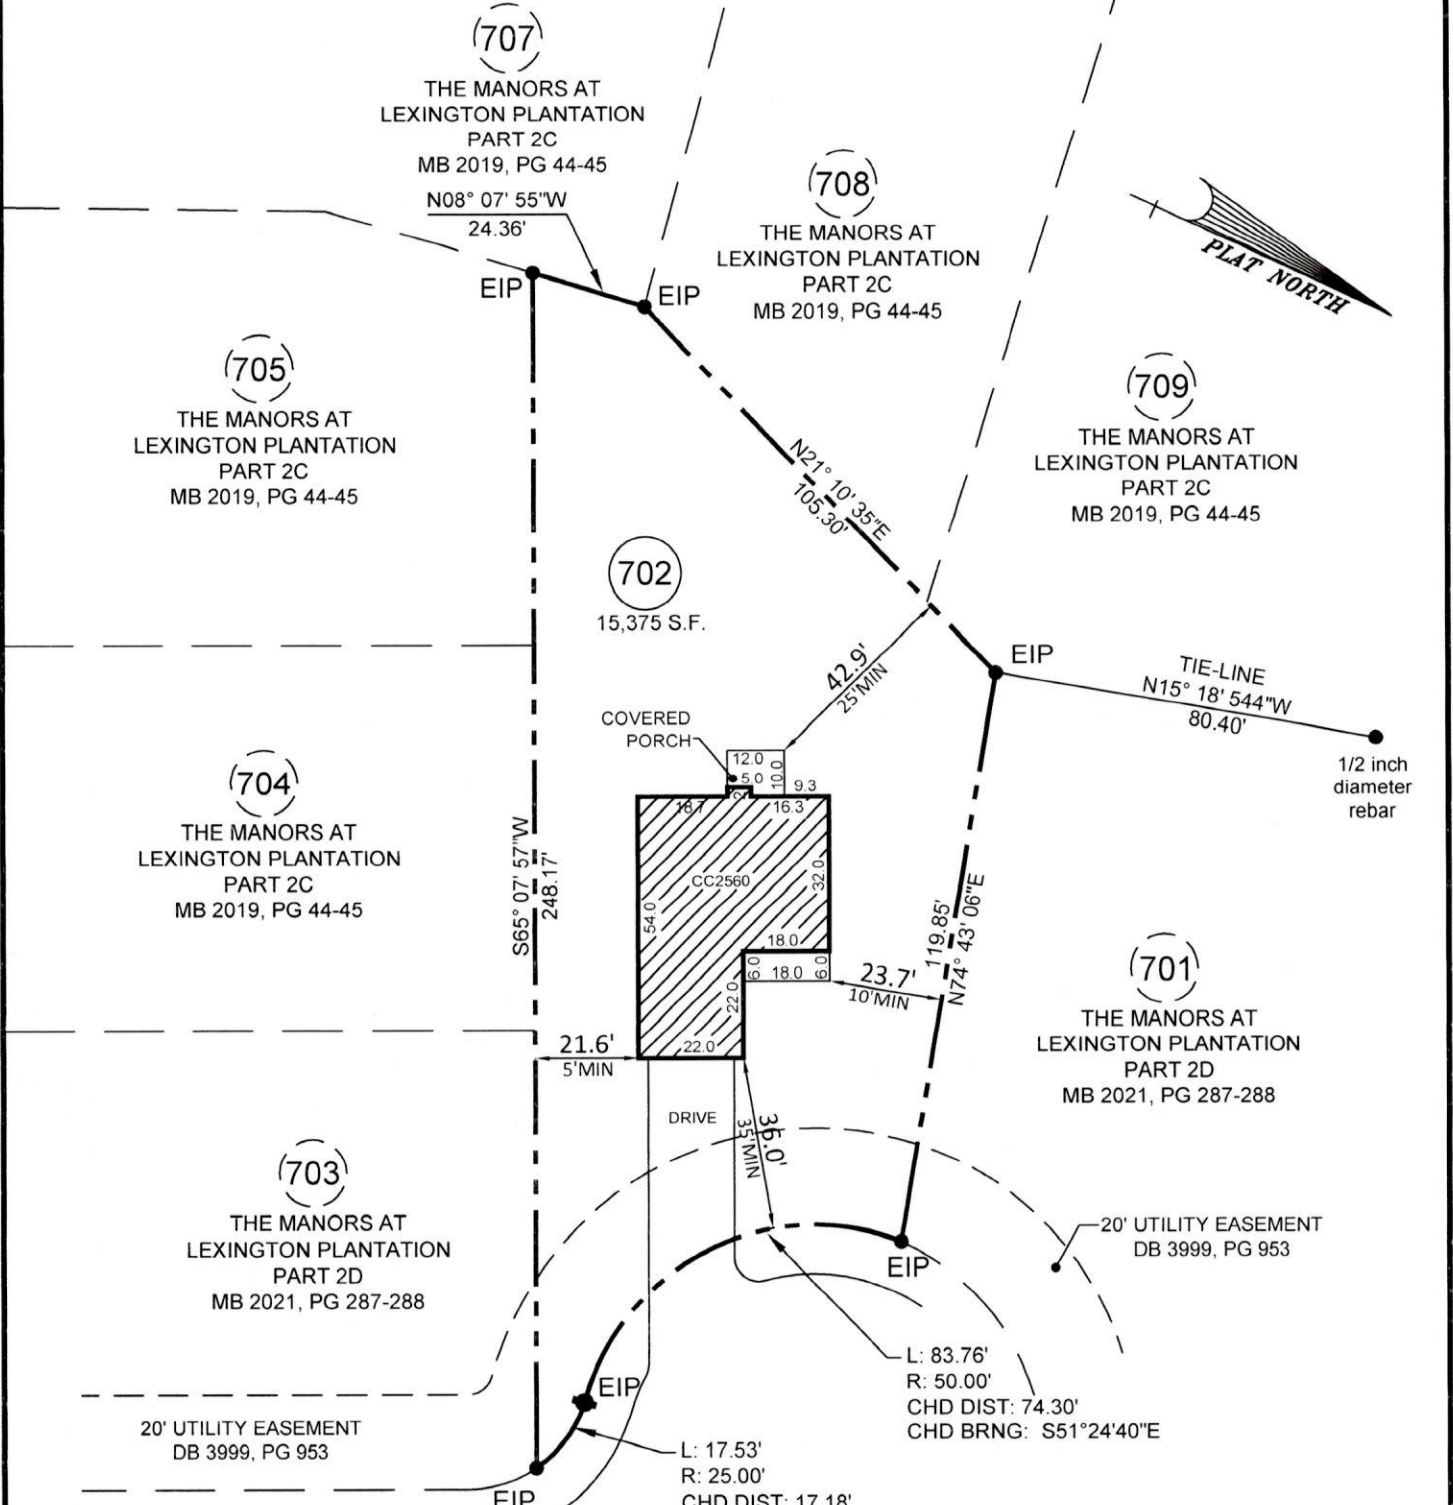 707
THE MANORS AT
LEXINGTON PLANTATION
PART 2C
MB 2019, PG 44-45
N08° 07' 55"W
24.36'
708
THE MANORS AT
LEXINGTON PLANTATION
PART 2C
MB 2019, PG 44-45
PLAT NORTH
EIP
EIP
705
THE MANORS AT
LEXINGTON PLANTATION
PART 2C
MB 2019, PG 44-45
709
THE MANORS AT
LEXINGTON PLANTATION
PART 2C
MB 2019, PG 44-45
N21° 10' 35"E
105.30'
702
15,375 S.F.
42.9'
25'MIN
EIP
TIE-LINE
N15° 18' 544"W
80.40'
1/2 inch
diameter
rebar
COVERED
PORCH
12.0
5.0
10.0
9.3
18.7
2
16.3
CC2560
32.0
54.0
18.0
6.0
18.0
6.0
22.0
22.0
704
THE MANORS AT
LEXINGTON PLANTATION
PART 2C
MB 2019, PG 44-45
S65° 07' 57"W
248.17'
119.85'
N74° 43' 06"E
23.7'
10'MIN
701
THE MANORS AT
LEXINGTON PLANTATION
PART 2D
MB 2021, PG 287-288
21.6'
5'MIN
DRIVE
36.0'
35'MIN
703
THE MANORS AT
LEXINGTON PLANTATION
PART 2D
MB 2021, PG 287-288
EIP
20' UTILITY EASEMENT
DB 3999, PG 953
L: 83.76'
R: 50.00'
CHD DIST: 74.30'
CHD BRNG: S51°24'40"E
EIP
20' UTILITY EASEMENT
DB 3999, PG 953
L: 17.53'
R: 25.00'
CHD DIST: 17.18'
EIP